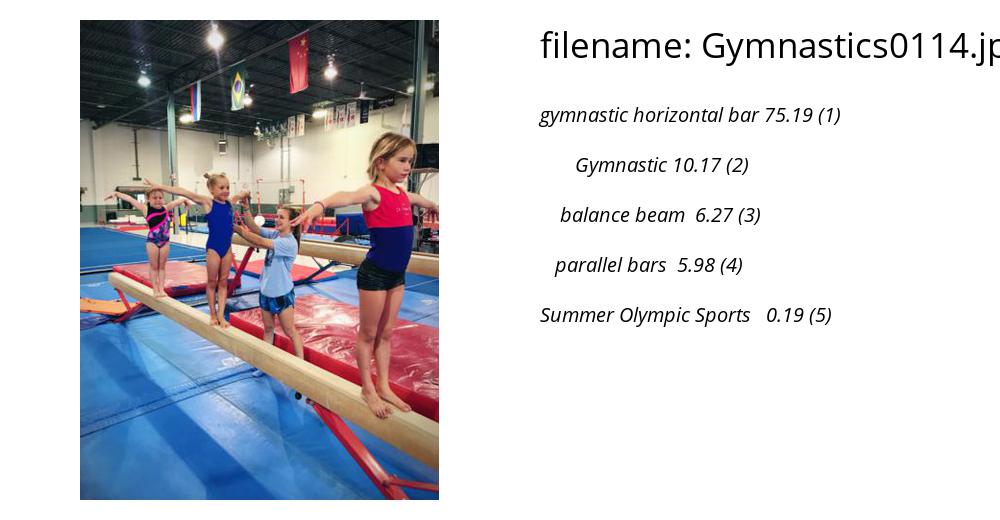 filename: Gymnastics0114.jp
gymnastic horizontal bar 75.19 (1)
Gymnastic 10.17 (2)
balance beam 6.27 (3)
parallel bars 5.98 (4)
Summer Olympic Sports 0.19 (5)